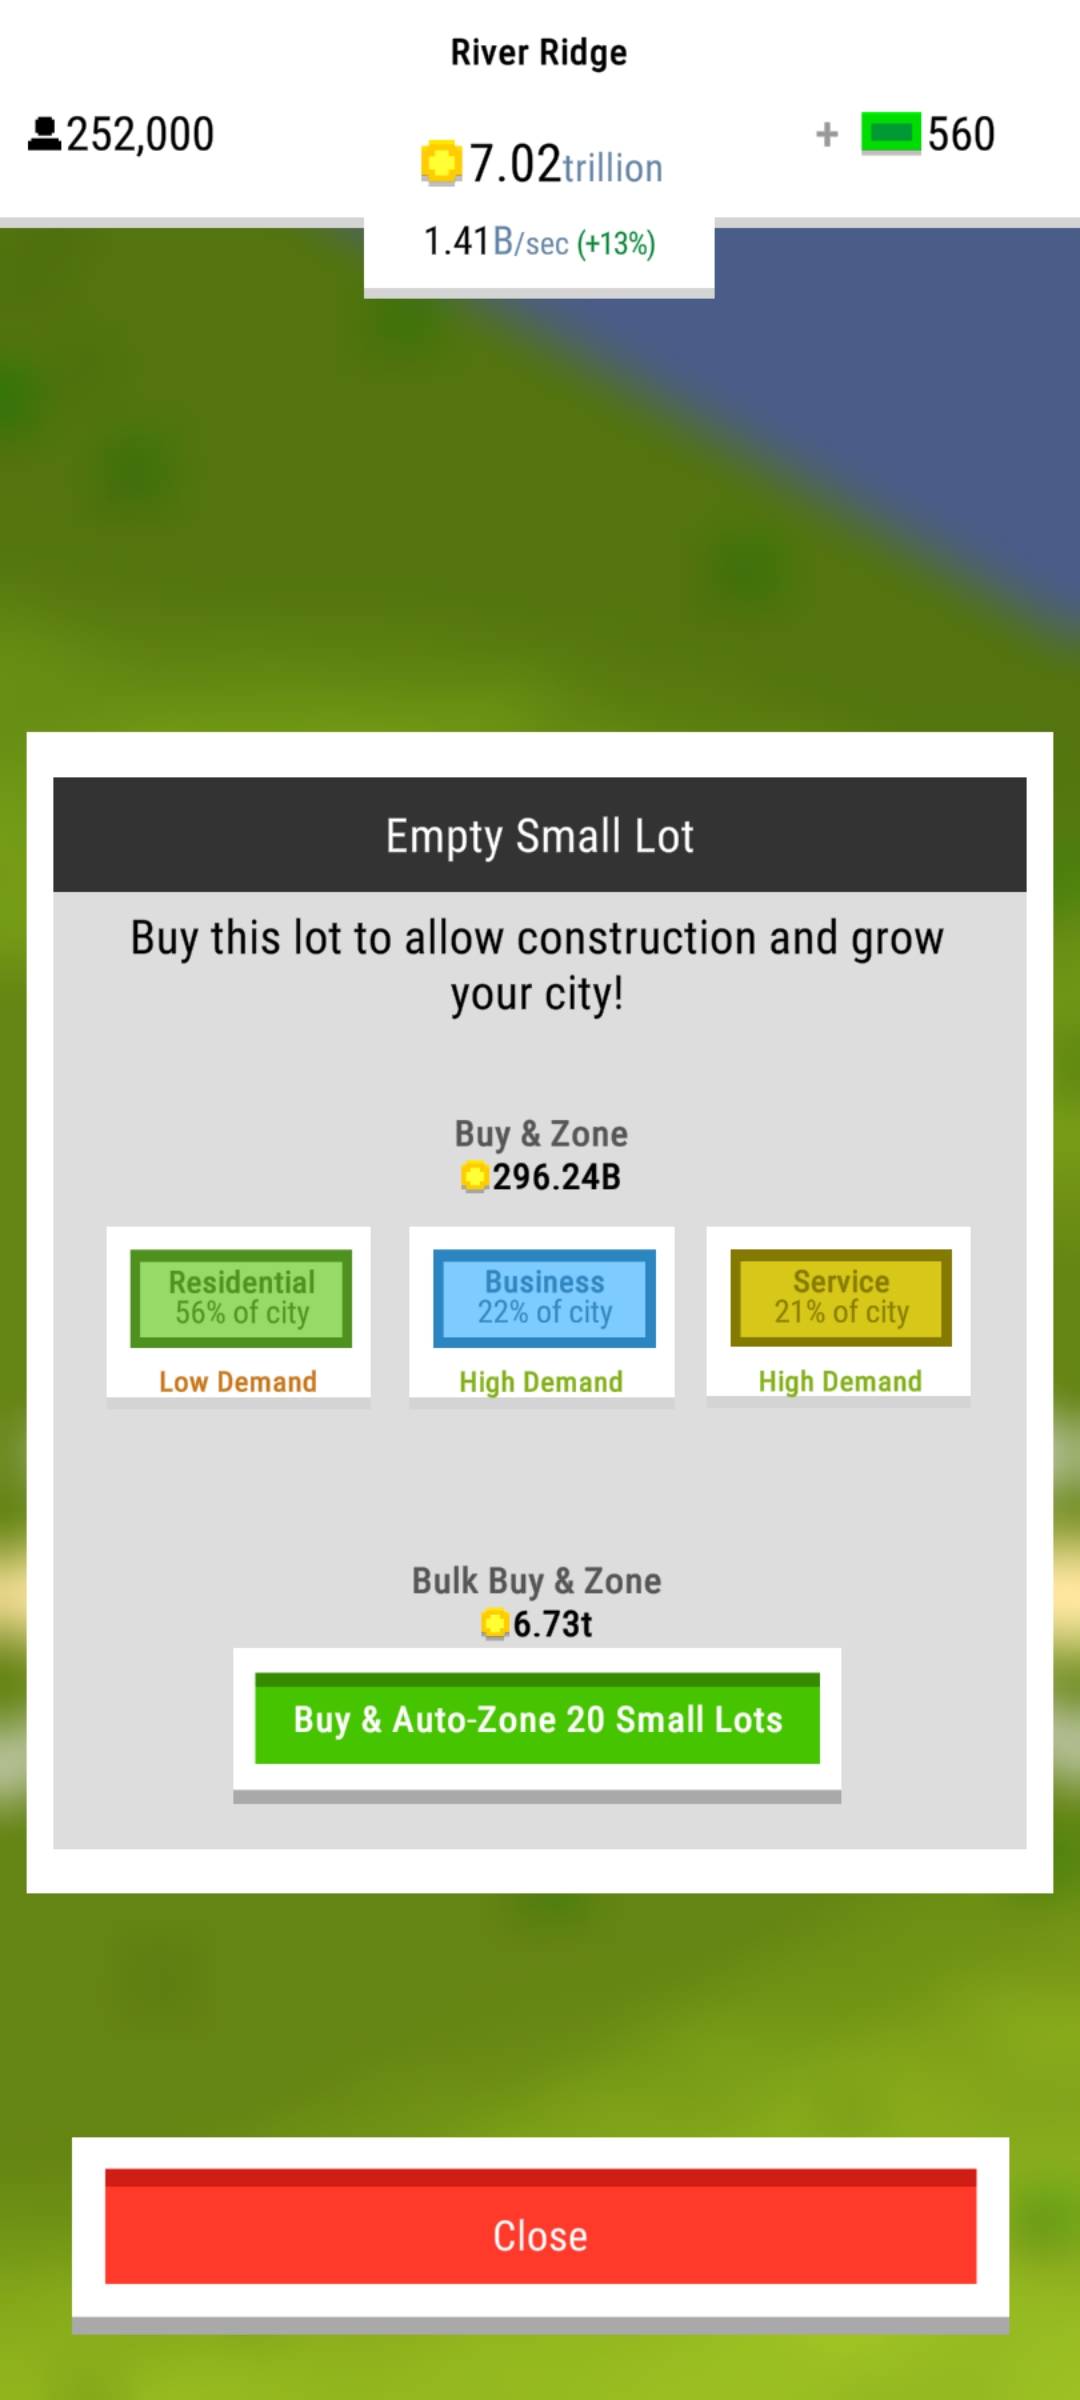 River Ridge
252,000
7.02trillion
+ 560
1.41B/sec (+13%)
Empty Small Lot
Buy this lot to allow construction and grow
your city!
Buy & Zone
296.24B
Residential
56% of city
Low Demand
Business
22% of city
High Demand
Service
21% of city
High Demand
Bulk Buy & Zone
6.73t
Buy & Auto-Zone 20 Small Lots
Close